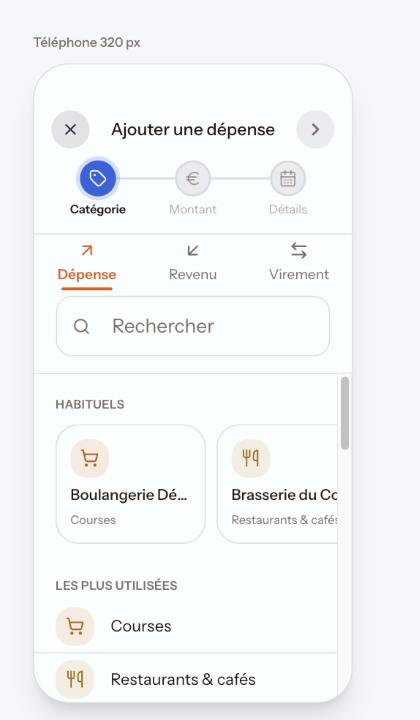 Téléphone 320 px
Ajouter une dépense
Catégorie
Montant
Détails
Dépense
Revenu
Virement
Rechercher
HABITUELS
Boulangerie Dé...
Brasserie du Co
Courses
Restaurants & cafés
LES PLUS UTILISÉES
Courses
Restaurants & cafés